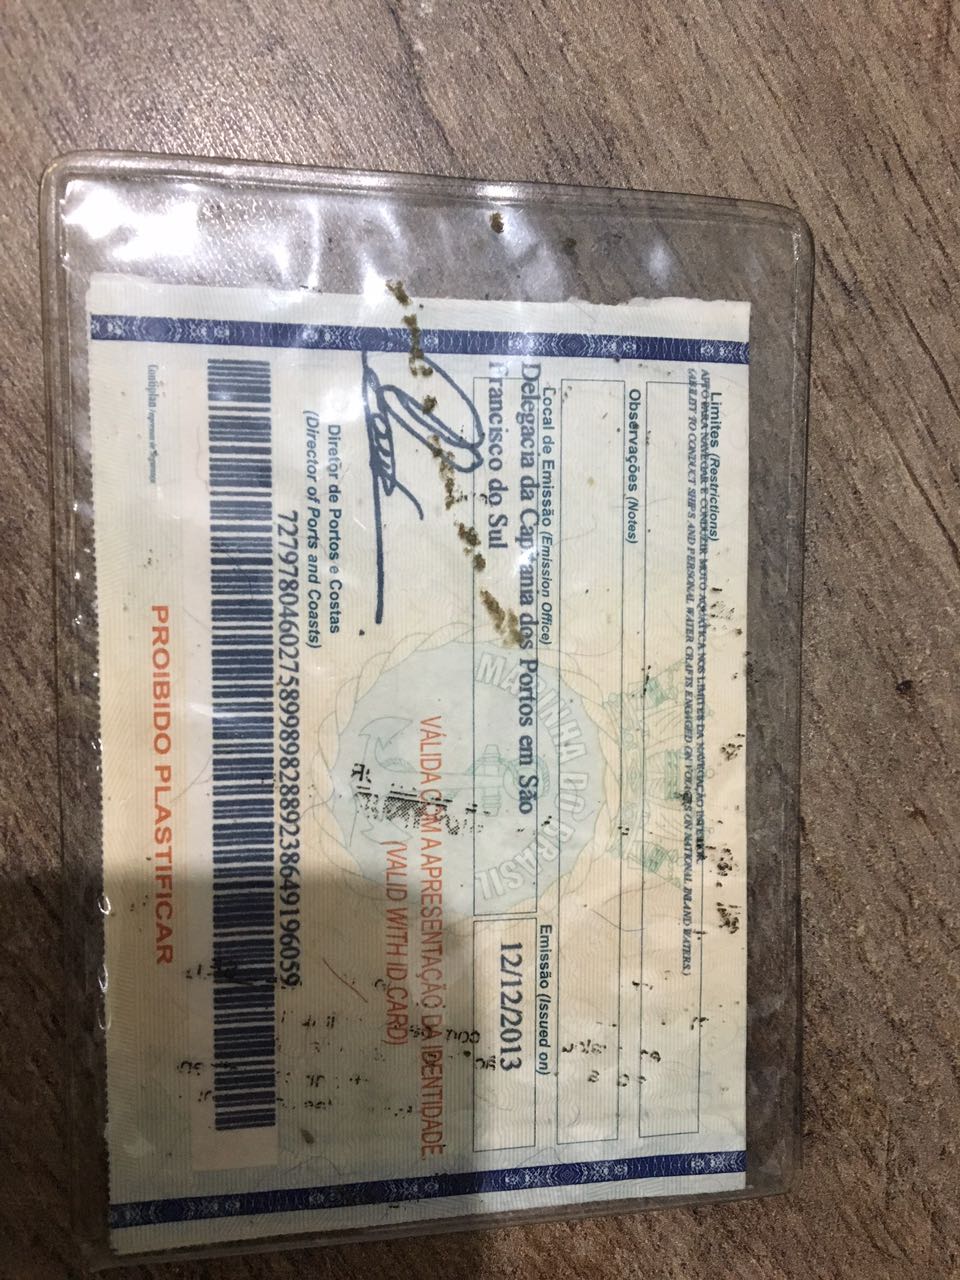 Limites (Restrictions)
APTO PARA NAVEGAR E CONDUZIR MOTO AQUÁTICA NOS LIMITES DA NAVEGAÇÃO INTERIOR.
(ABILITY TO CONDUCT SHIPS AND PERSONAL WATER CRAFTS ENGAGED ON VOYAGES ON NATIONAL INLAND WATERS.)
Observações (Notes)
Local de Emissão (Emission Office)
Emissão (Issued on)
Delegacia da Capitania dos Portos em São
Francisco do Sul
12/12/2013
MARINHA DO BRASIL
VÁLIDA COM A APRESENTAÇÃO DA IDENTIDADE
(VALID WITH ID CARD)
Diretor de Portos e Costas
(Director of Ports and Coasts)
PROIBIDO PLASTIFICAR